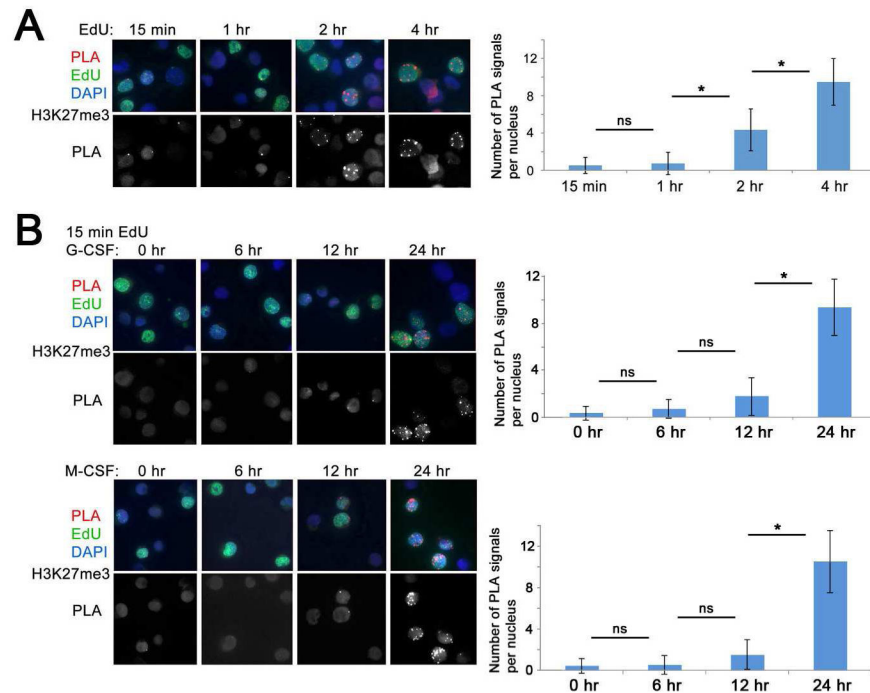 A
EdU: 15 min 1 hr 2 hr 4 hr
PLA
EdU
DAPI
H3K27me3
PLA
Number of PLA signals
per nucleus
12
8
4
0
ns
*
*
15 min 1 hr 2 hr 4 hr
B
15 min EdU
G-CSF: 0 hr 6 hr 12 hr 24 hr
PLA
EdU
DAPI
H3K27me3
PLA
Number of PLA signals
per nucleus
12
8
4
0
ns
ns
*
0 hr 6 hr 12 hr 24 hr
M-CSF: 0 hr 6 hr 12 hr 24 hr
PLA
EdU
DAPI
H3K27me3
PLA
Number of PLA signals
per nucleus
12
8
4
0
ns
ns
*
0 hr 6 hr 12 hr 24 hr